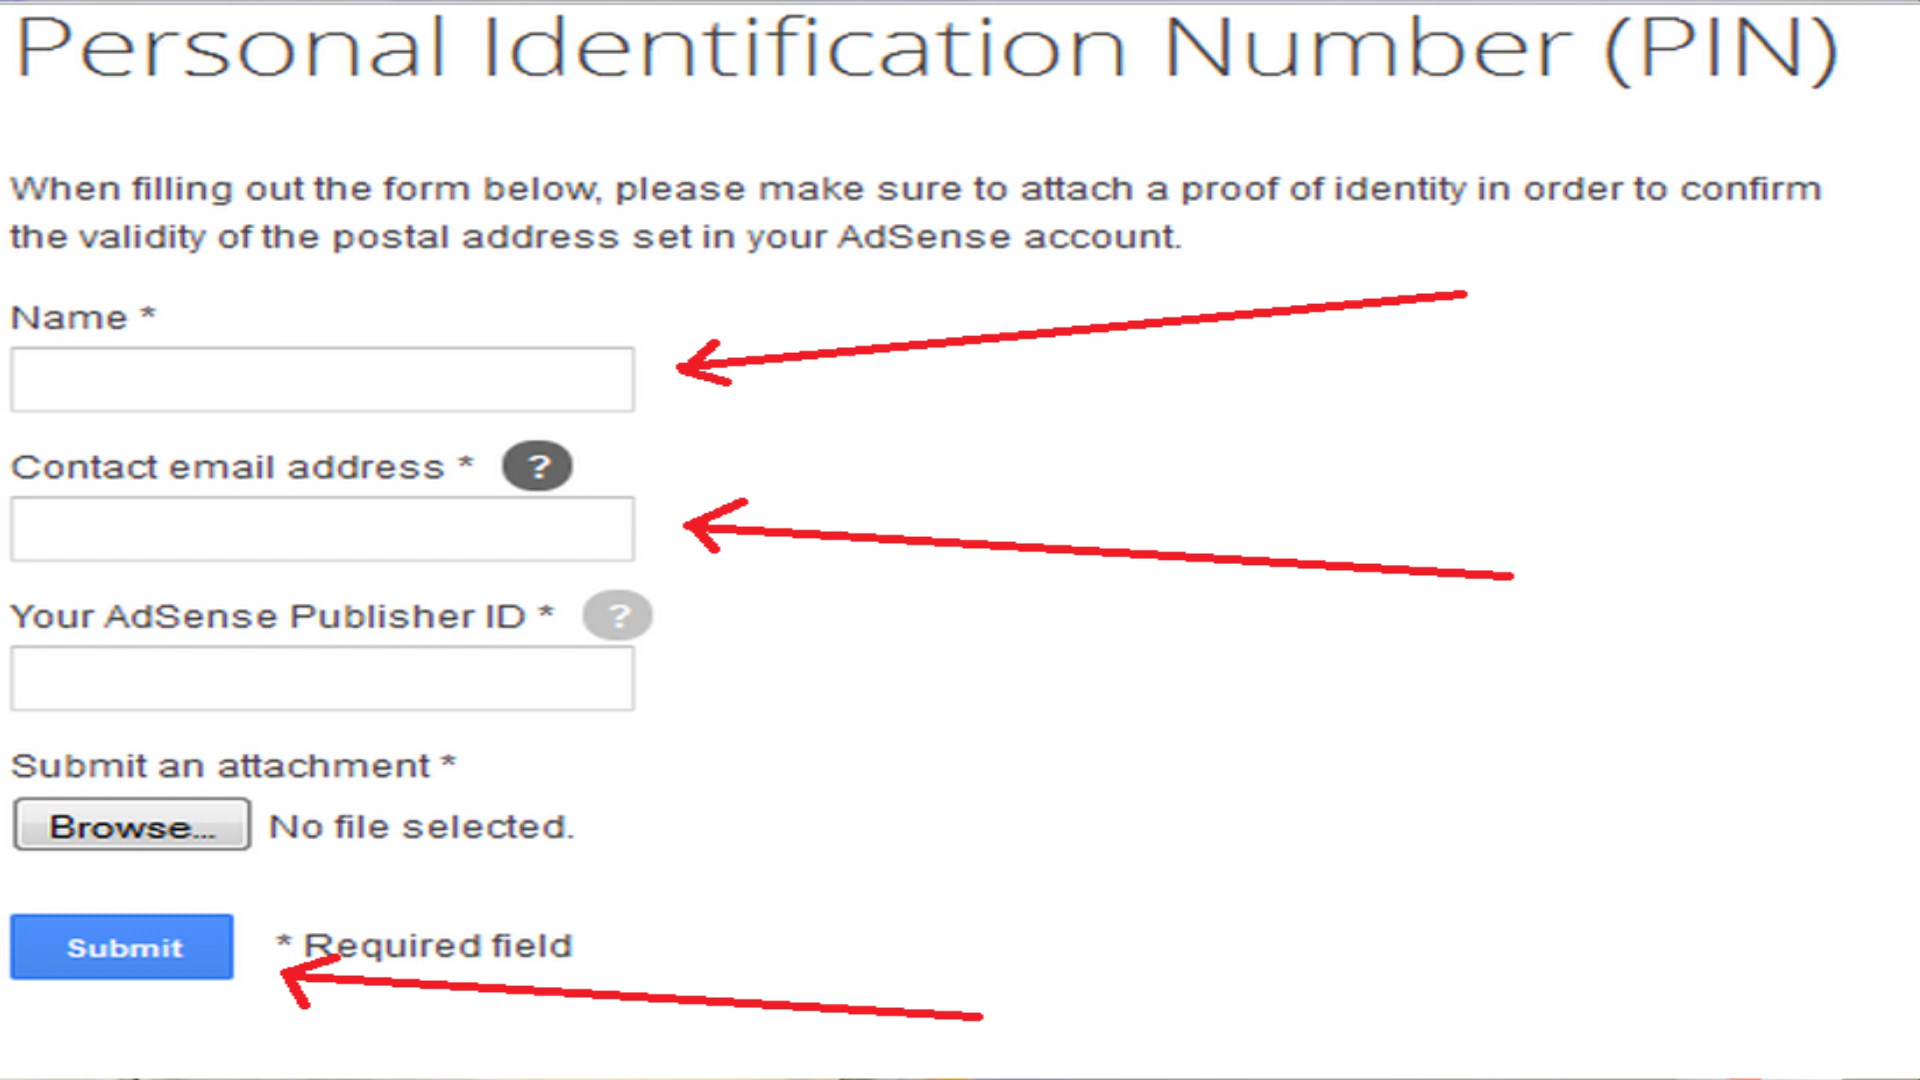 Personal Identification Number (PIN)
When filling out the form below, please make sure to attach a proof of identity in order to confirm
the validity of the postal address set in your AdSense account.
Name *
Contact email address * ?
Your AdSense Publisher ID * ?
Submit an attachment *
Browse... No file selected.
Submit * Required field